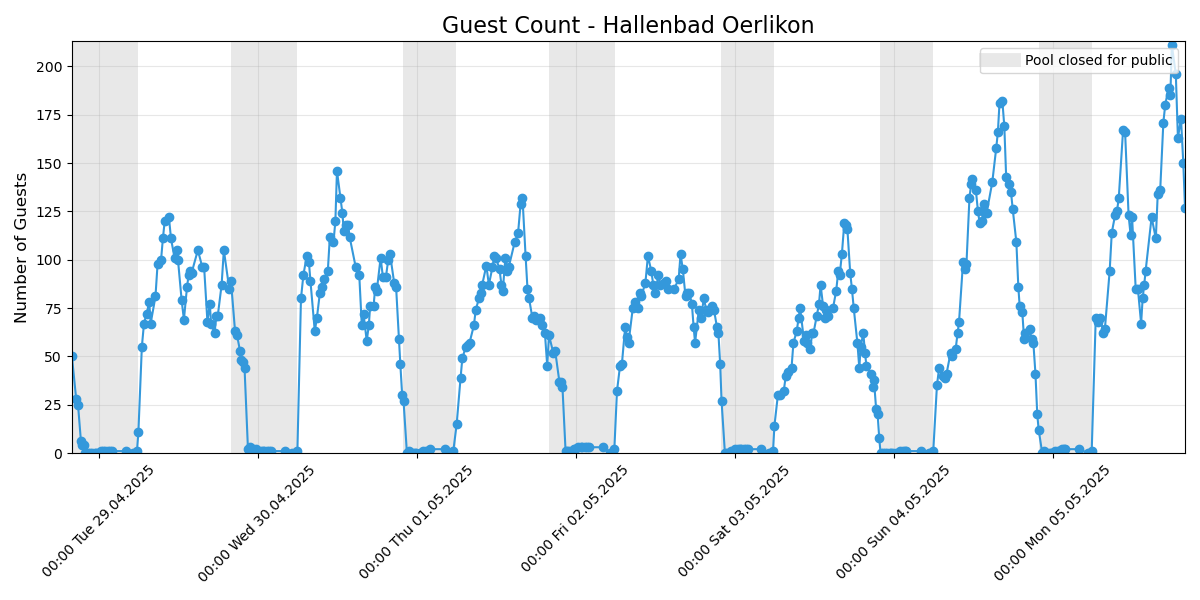 Guest Count - Hallenbad Oerlikon
Pool closed for public
Number of Guests
200
175
150
125
100
75
50
25
0
00:00 Tue 29.04.2025
00:00 Wed 30.04.2025
00:00 Thu 01.05.2025
00:00 Fri 02.05.2025
00:00 Sat 03.05.2025
00:00 Sun 04.05.2025
00:00 Mon 05.05.2025